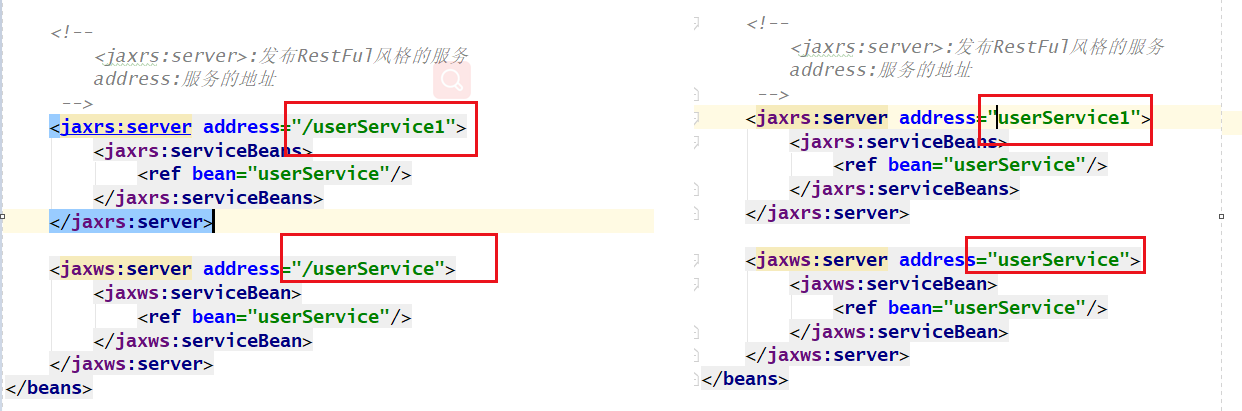 <!--
<jaxrs:server>:发布RestFul风格的服务
address:服务的地址
-->
<jaxrs:server address="/userService1">
<jaxrs:serviceBeans>
<ref bean="userService"/>
</jaxrs:serviceBeans>
</jaxrs:server>
<jaxws:server address="/userService">
<jaxws:serviceBean>
<ref bean="userService"/>
</jaxws:serviceBean>
</jaxws:server>
</beans>
<!--
<jaxrs:server>:发布RestFul风格的服务
address:服务的地址
-->
<jaxrs:server address="userService1">
<jaxrs:serviceBeans>
<ref bean="userService"/>
</jaxrs:serviceBeans>
</jaxrs:server>
<jaxws:server address="userService">
<jaxws:serviceBean>
<ref bean="userService"/>
</jaxws:serviceBean>
</jaxws:server>
</beans>